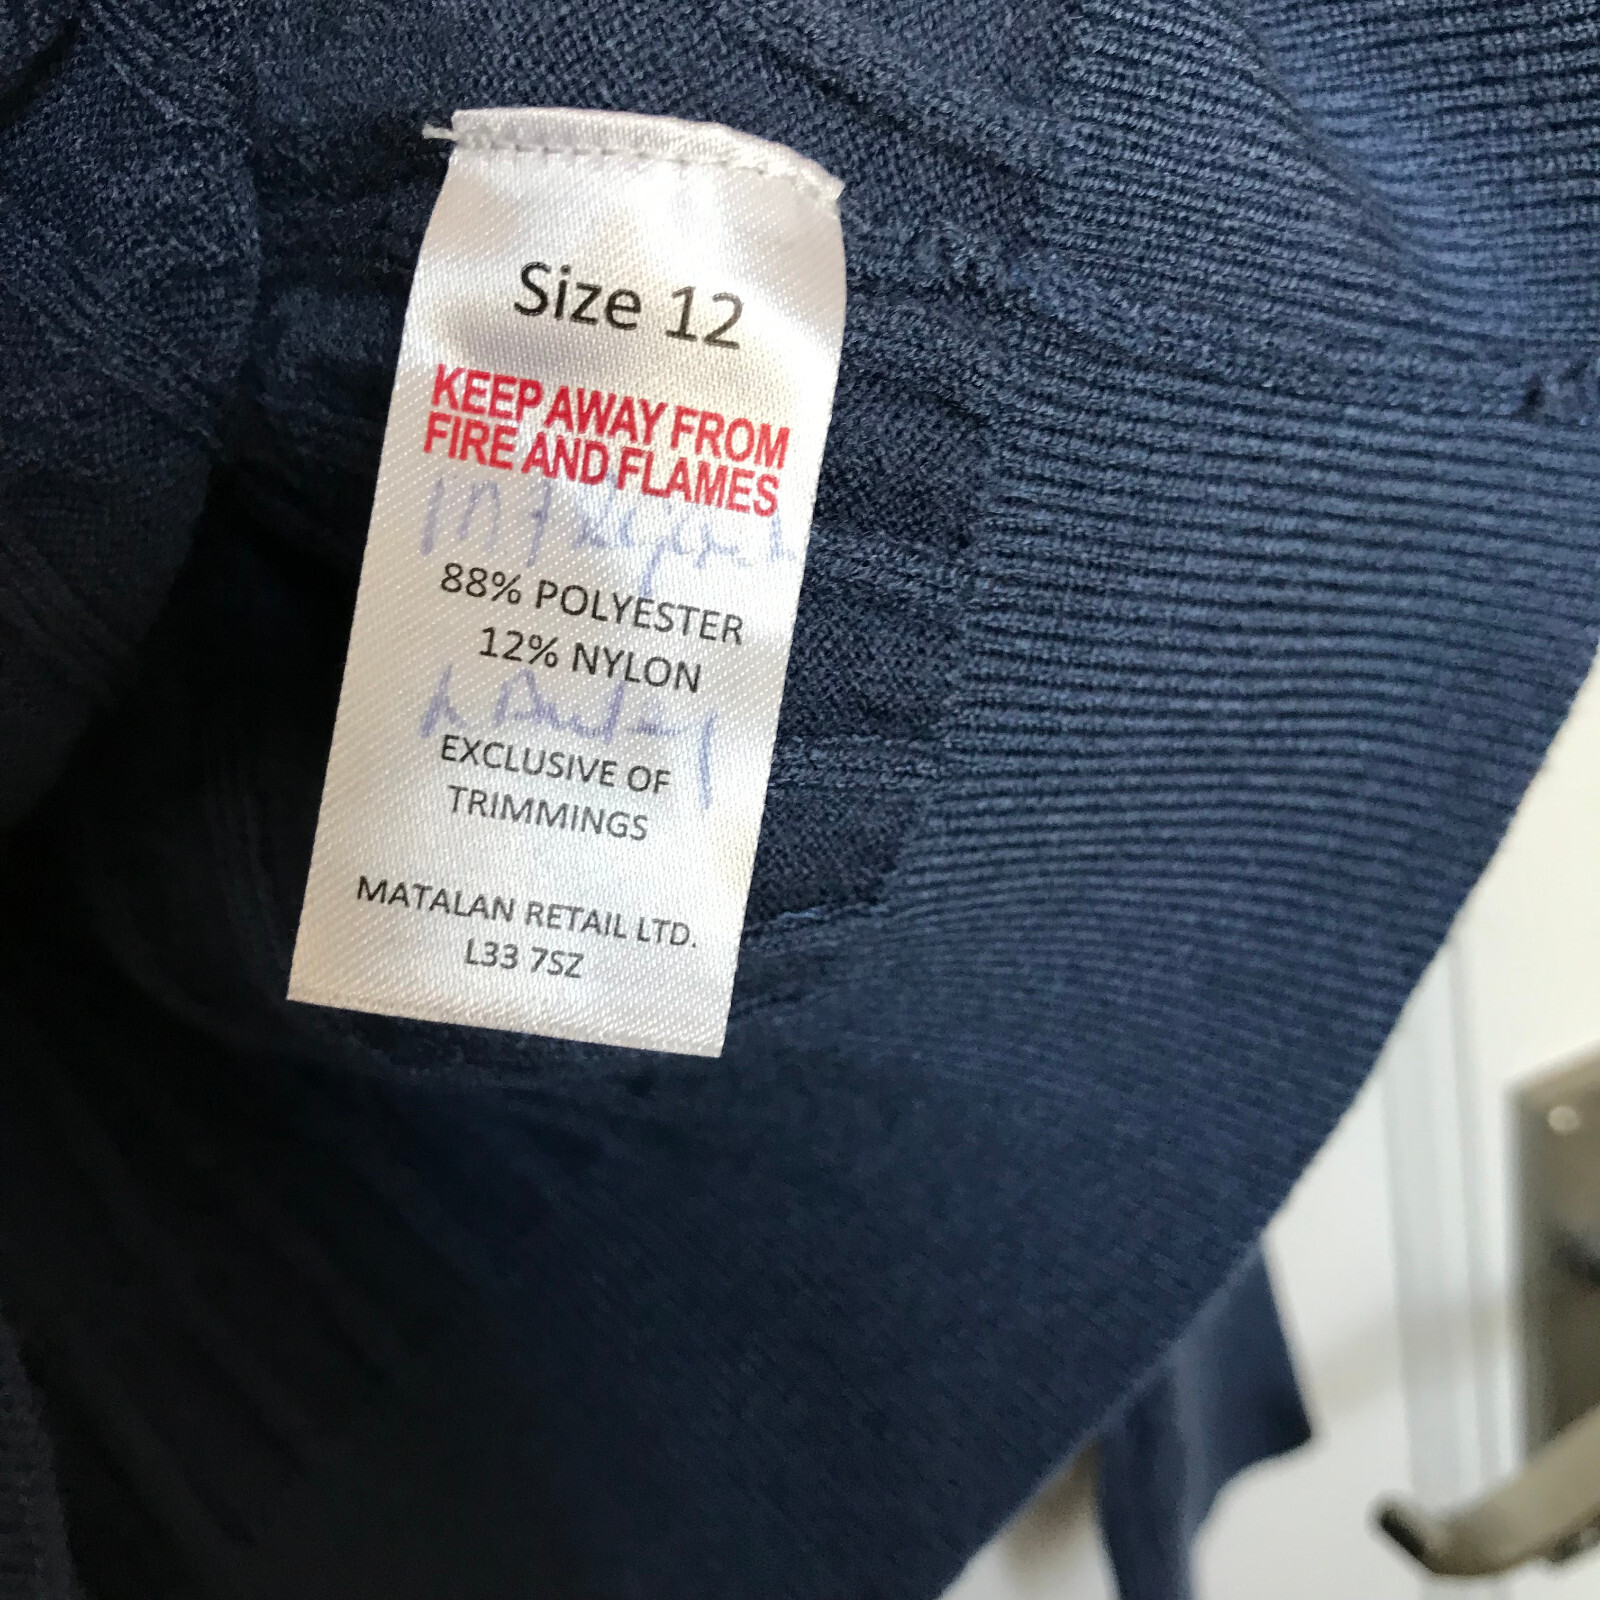 Size 12
KEEP AWAY FROM
FIRE AND FLAMES
88% POLYESTER
12% NYLON
EXCLUSIVE OF
TRIMMINGS
MATALAN RETAIL LTD.
L33 7SZ